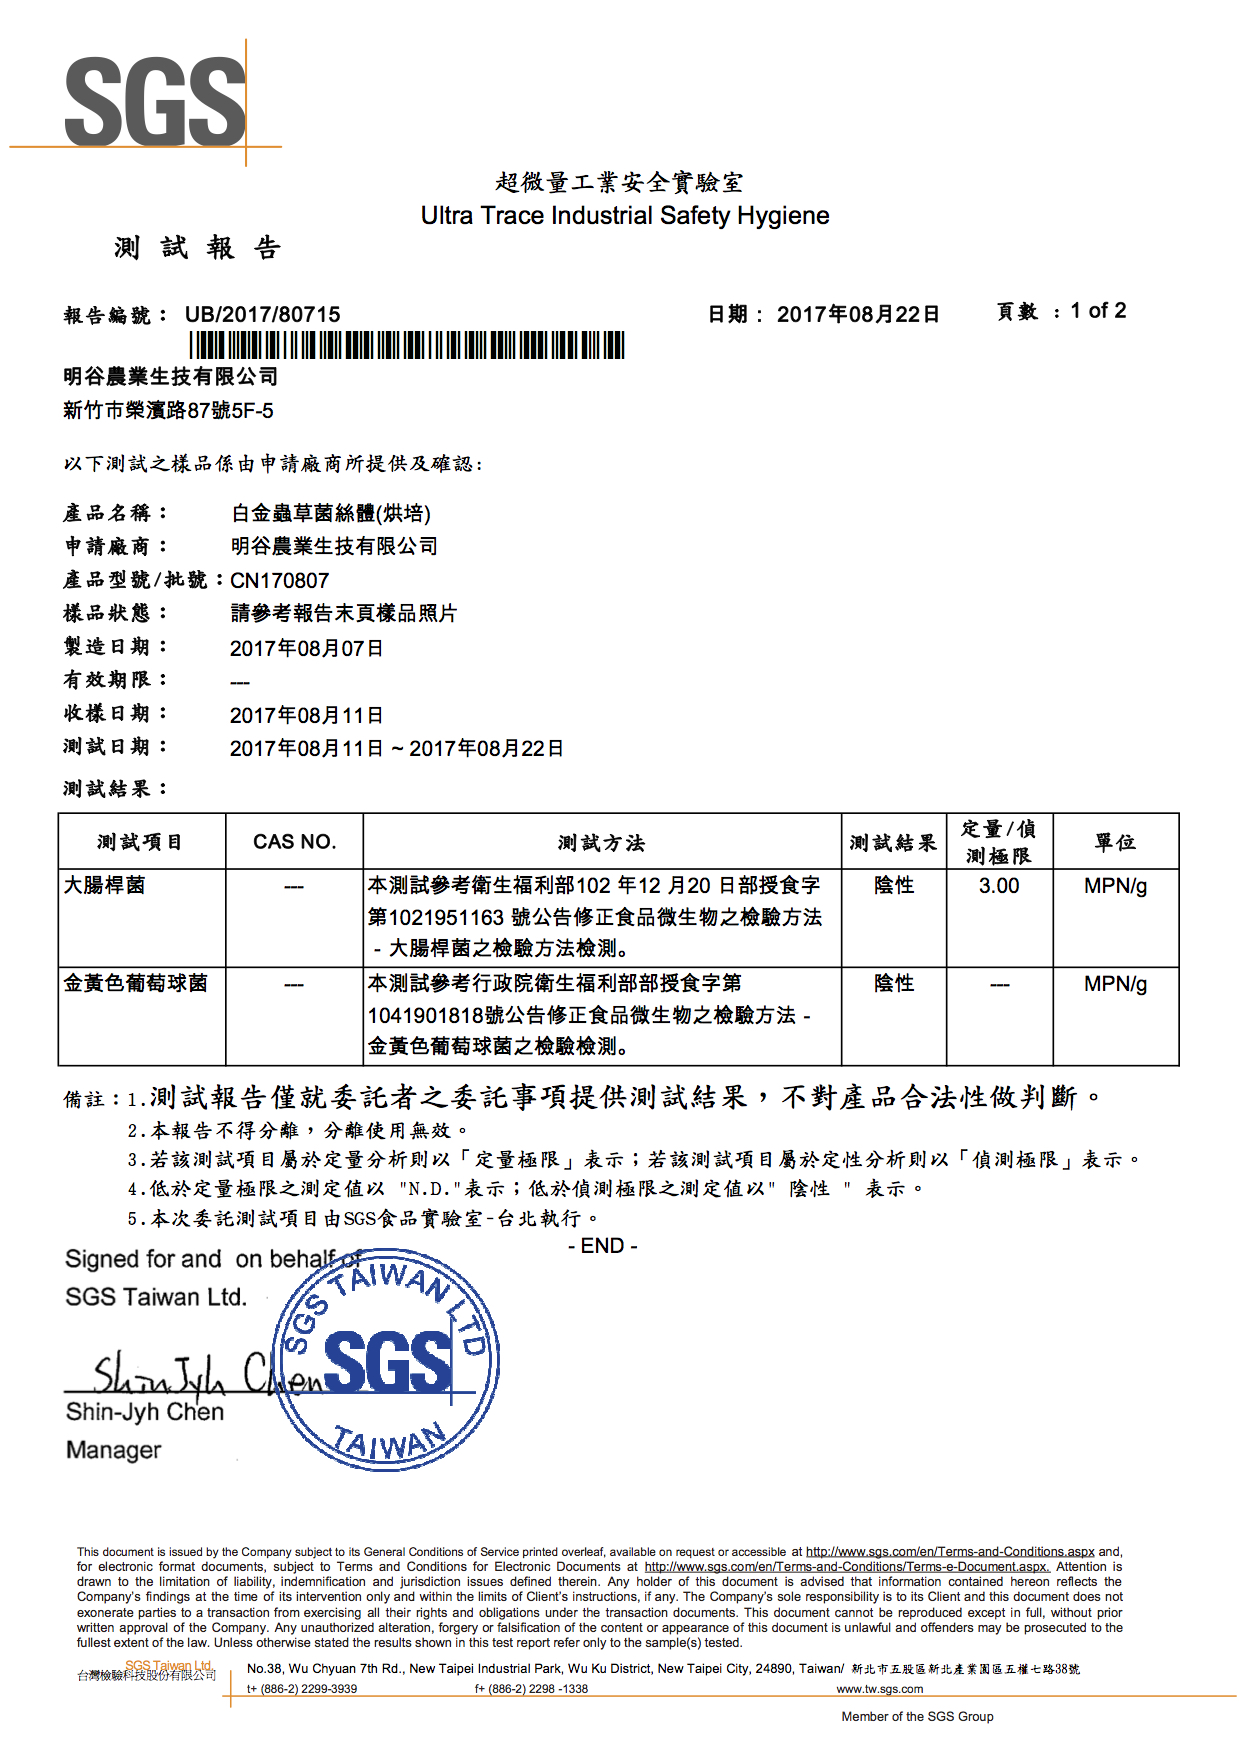 SGS
超微量工業安全實驗室
Ultra Trace Industrial Safety Hygiene
測試報告
報告編號： UB/2017/80715 日期： 2017年08月22日 頁數 ：1 of 2
明谷農業生技有限公司
新竹市榮濱路87號5F-5
以下測試之樣品係由申請廠商所提供及確認:
產品名稱： 白金蟲草菌絲體(烘培)
申請廠商： 明谷農業生技有限公司
產品型號/批號：CN170807
樣品狀態： 請參考報告末頁樣品照片
製造日期： 2017年08月07日
有效期限： ---
收樣日期： 2017年08月11日
測試日期： 2017年08月11日 ~ 2017年08月22日
測試結果：
測試項目 CAS NO. 測試方法 測試結果 定量/偵測極限 單位
大腸桿菌 --- 本測試參考衛生福利部102 年12 月20 日部授食字 陰性 3.00 MPN/g
第1021951163 號公告修正食品微生物之檢驗方法
- 大腸桿菌之檢驗方法檢測。
金黃色葡萄球菌 --- 本測試參考行政院衛生福利部部授食字第 陰性 --- MPN/g
1041901818號公告修正食品微生物之檢驗方法 -
金黃色葡萄球菌之檢驗檢測。
備註：1.測試報告僅就委託者之委託事項提供測試結果，不對產品合法性做判斷。
2.本報告不得分離，分離使用無效。
3.若該測試項目屬於定量分析則以「定量極限」表示；若該測試項目屬於定性分析則以「偵測極限」表示。
4.低於定量極限之測定值以 "N.D."表示；低於偵測極限之測定值以" 陰性 " 表示。
5.本次委託測試項目由SGS食品實驗室-台北執行。
- END -
Signed for and on behalf of
SGS Taiwan Ltd.
Shin Jyh Chen
SGS TAIWAN LTD
SGS
TAIWAN
Shin-Jyh Chen
Manager
This document is issued by the Company subject to its General Conditions of Service printed overleaf, available on request or accessible at http://www.sgs.com/en/Terms-and-Conditions.aspx and,
for electronic format documents, subject to Terms and Conditions for Electronic Documents at http://www.sgs.com/en/Terms-and-Conditions/Terms-e-Document.aspx. Attention is
drawn to the limitation of liability, indemnification and jurisdiction issues defined therein. Any holder of this document is advised that information contained hereon reflects the
Company's findings at the time of its intervention only and within the limits of Client's instructions, if any. The Company's sole responsibility is to its Client and this document does not
exonerate parties to a transaction from exercising all their rights and obligations under the transaction documents. This document cannot be reproduced except in full, without prior
written approval of the Company. Any unauthorized alteration, forgery or falsification of the content or appearance of this document is unlawful and offenders may be prosecuted to the
fullest extent of the law. Unless otherwise stated the results shown in this test report refer only to the sample(s) tested.
SGS Taiwan Ltd.
台灣檢驗科技股份有限公司
No.38, Wu Chyuan 7th Rd., New Taipei Industrial Park, Wu Ku District, New Taipei City, 24890, Taiwan/ 新北市五股區新北產業園區五權七路38號
t+ (886-2) 2299-3939 f+ (886-2) 2298 -1338 www.tw.sgs.com
Member of the SGS Group